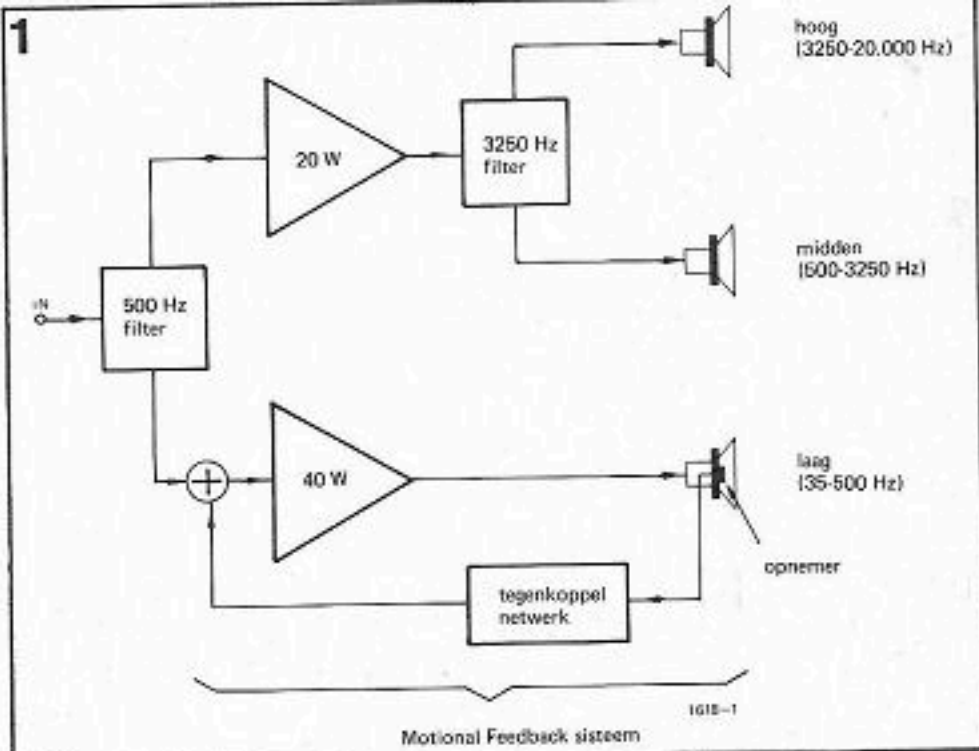 1
hoog
(3250-20.000 Hz)
20 W
3250 Hz
filter
midden
(500-3250 Hz)
IN
500 Hz
filter
40 W
laag
(35-500 Hz)
opnemer
tegenkoppel
netwerk
1618-1
Motional Feedback sisteem